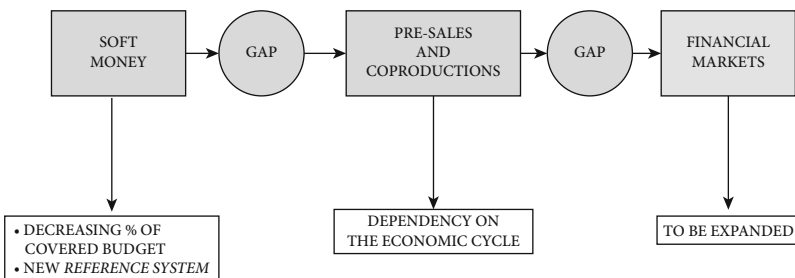 SOFT
MONEY
GAP
PRE-SALES
AND
COPRODUCTIONS
GAP
FINANCIAL
MARKETS
• DECREASING % OF
COVERED BUDGET
• NEW REFERENCE SYSTEM
DEPENDENCY ON
THE ECONOMIC CYCLE
TO BE EXPANDED